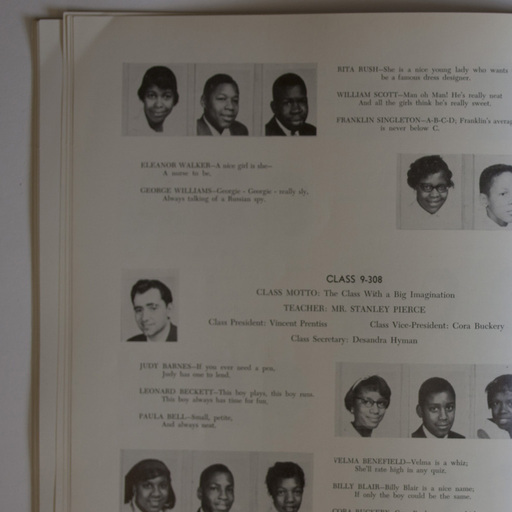 RITA RUSH—She is a nice young lady who wants
be a famous dress designer.
WILLIAM SCOTT—Man oh Man! He's really neat
And all the girls think he's really sweet.
FRANKLIN SINGLETON—A-B-C-D; Franklin's averag
is never below C.
ELEANOR WALKER—A nice girl is she—
A nurse to be.
GEORGE WILLIAMS—Georgie - Georgie - really sly,
Always talking of a Russian spy.
CLASS 9-308
CLASS MOTTO: The Class With a Big Imagination
TEACHER: MR. STANLEY PIERCE
Class President: Vincent Prentiss Class Vice-President: Cora Buckery
Class Secretary: Desandra Hyman
JUDY BARNES—If you ever need a pen,
Judy has one to lend.
LEONARD BECKETT—This boy plays, this boy runs
This boy always has time for fun.
PAULA BELL—Small, petite,
And always neat.
VELMA BENEFIELD—Velma is a whiz;
She'll rate high in any quiz.
BILLY BLAIR—Billy Blair is a nice name;
If only the boy could be the same.